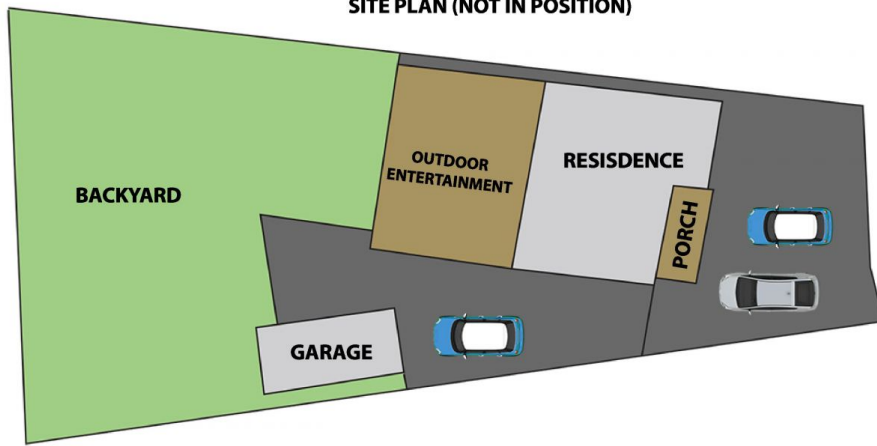 SITE PLAN (NOT IN POSITION)
OUTDOOR
ENTERTAINMENT
RESISDENCE
BACKYARD
PORCH
GARAGE